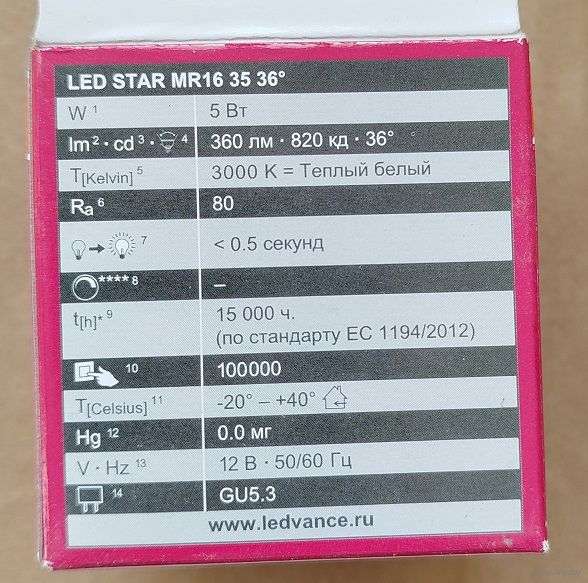 LED STAR MR16 35 36°
W 1 5 Вт
lm 2 · cd 3 · 4 360 лм · 820 кд · 36°
T[Kelvin] 5 3000 K = Теплый белый
Ra 6 80
7 < 0.5 секунд
**** 8 –
t[h]* 9 15 000 ч.
(по стандарту ЕС 1194/2012)
10 100000
T[Celsius] 11 -20° – +40°
Hg 12 0.0 мг
V · Hz 13 12 В · 50/60 Гц
14 GU5.3
www.ledvance.ru